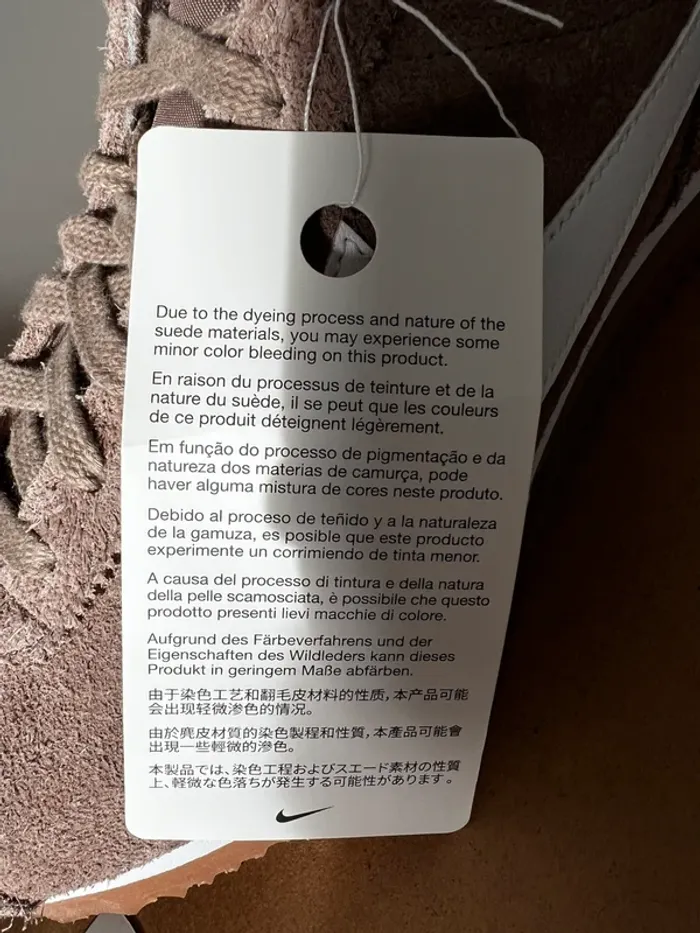 Due to the dyeing process and nature of the
suede materials, you may experience some
minor color bleeding on this product.
En raison du processus de teinture et de la
nature du suède, il se peut que les couleurs
de ce produit déteignent légèrement.
Em função do processo de pigmentação e da
natureza dos materias de camurça, pode
haver alguma mistura de cores neste produto.
Debido al proceso de teñido y a la naturaleza
de la gamuza, es posible que este producto
experimente un corrimiendo de tinta menor.
A causa del processo di tintura e della natura
della pelle scamosciata, è possibile che questo
prodotto presenti lievi macchie di colore.
Aufgrund des Färbeverfahrens und der
Eigenschaften des Wildleders kann dieses
Produkt in geringem Maße abfärben.
由于染色工艺和翻毛皮材料的性质，本产品可能
会出现轻微渗色的情况。
由於麂皮材質的染色製程和性質，本產品可能會
出現一些輕微的滲色。
本製品では、染色工程およびスエード素材の性質
上、軽微な色落ちが発生する可能性があります。